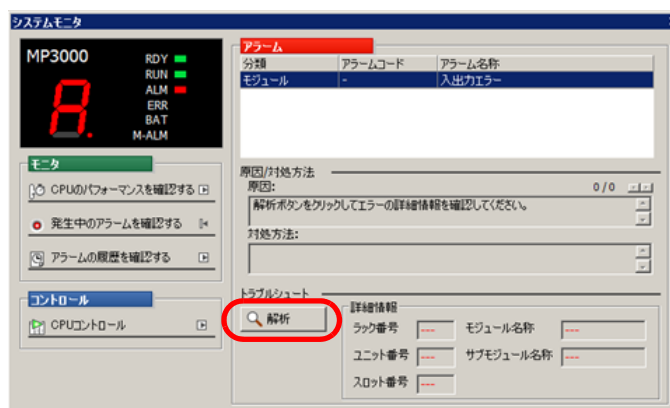 システムモニタ
MP3000
RDY
RUN
ALM
ERR
BAT
M-ALM
モニタ
CPUのパフォーマンスを確認する
発生中のアラームを確認する
アラームの履歴を確認する
コントロール
CPUコントロール
アラーム
分類 アラームコード アラーム名称
モジュール - 入出力エラー
原因/対処方法
原因: 0/0
解析ボタンをクリックしてエラーの詳細情報を確認してください。
対処方法:
トラブルシュート
解析
詳細情報
ラック番号 --- モジュール名称 ---
ユニット番号 --- サブモジュール名称 ---
スロット番号 ---